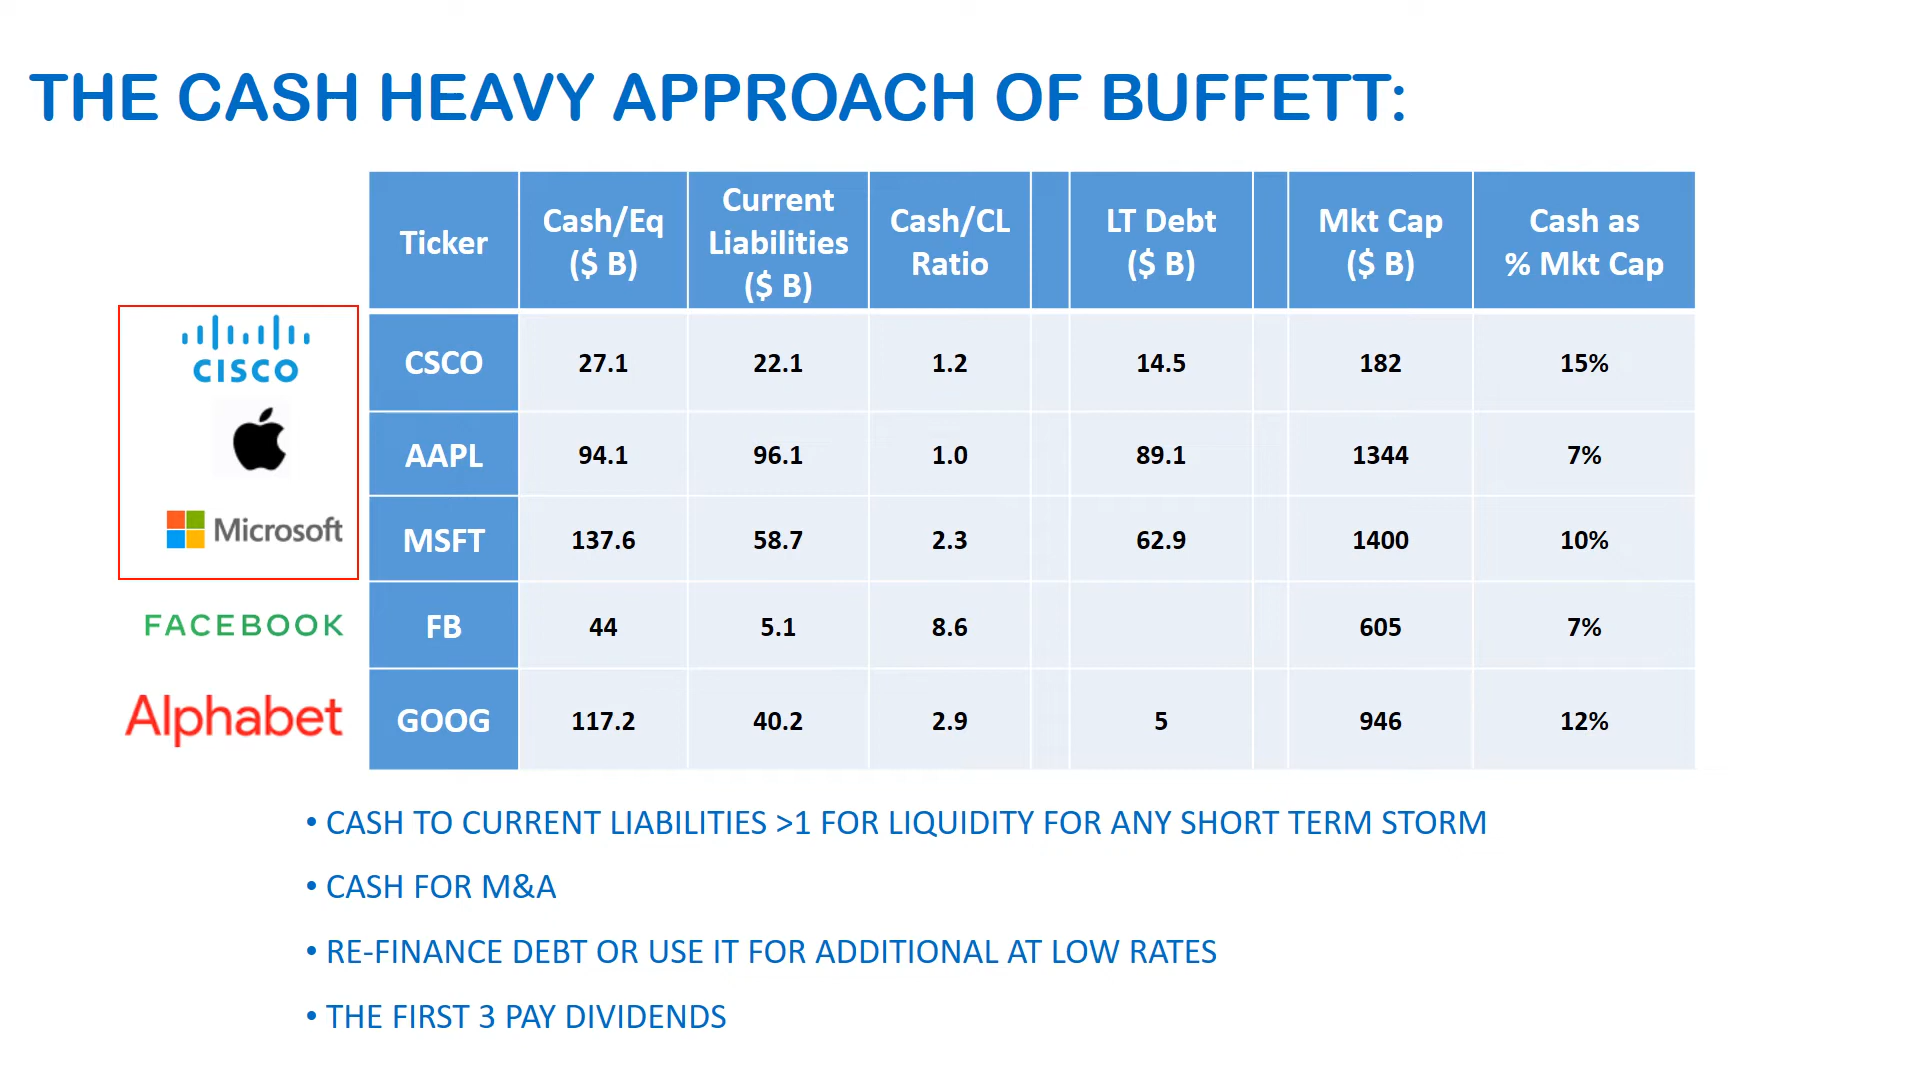 THE CASH HEAVY APPROACH OF BUFFETT:
Ticker Cash/Eq ($ B) Current Liabilities ($ B) Cash/CL Ratio LT Debt ($ B) Mkt Cap ($ B) Cash as % Mkt Cap
CISCO CSCO 27.1 22.1 1.2 14.5 182 15%
AAPL 94.1 96.1 1.0 89.1 1344 7%
Microsoft MSFT 137.6 58.7 2.3 62.9 1400 10%
FACEBOOK FB 44 5.1 8.6 605 7%
Alphabet GOOG 117.2 40.2 2.9 5 946 12%
• CASH TO CURRENT LIABILITIES >1 FOR LIQUIDITY FOR ANY SHORT TERM STORM
• CASH FOR M&A
• RE-FINANCE DEBT OR USE IT FOR ADDITIONAL AT LOW RATES
• THE FIRST 3 PAY DIVIDENDS